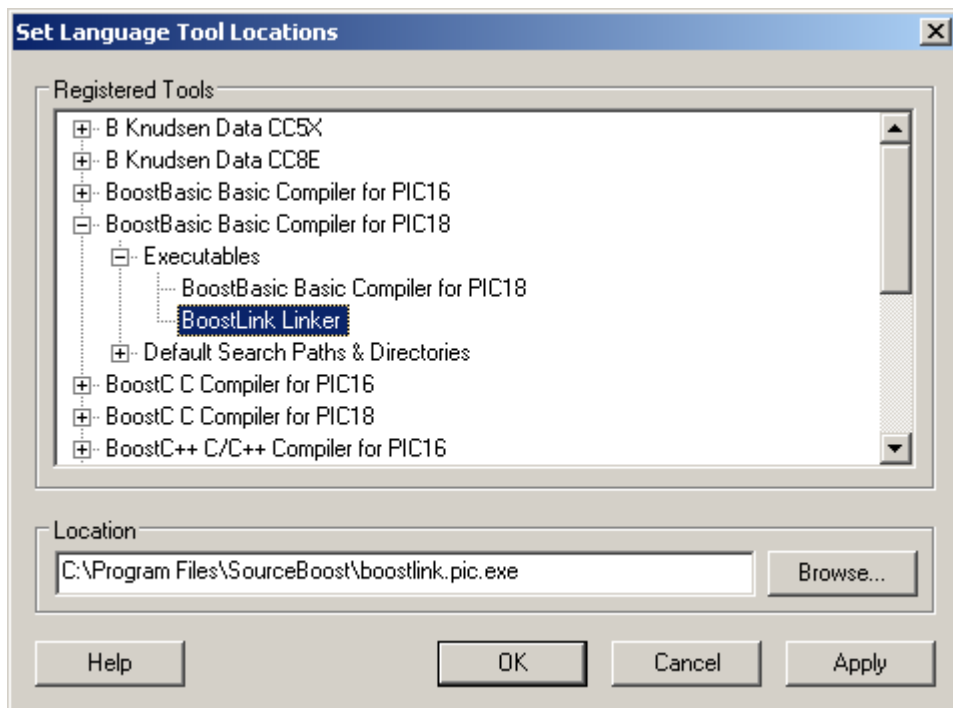 Set Language Tool Locations
Registered Tools
B Knudsen Data CC5X
B Knudsen Data CC8E
BoostBasic Basic Compiler for PIC16
BoostBasic Basic Compiler for PIC18
Executables
BoostBasic Basic Compiler for PIC18
BoostLink Linker
Default Search Paths & Directories
BoostC C Compiler for PIC16
BoostC C Compiler for PIC18
BoostC++ C/C++ Compiler for PIC16
Location
C:\Program Files\SourceBoost\boostlink.pic.exe
Browse...
Help
OK
Cancel
Apply